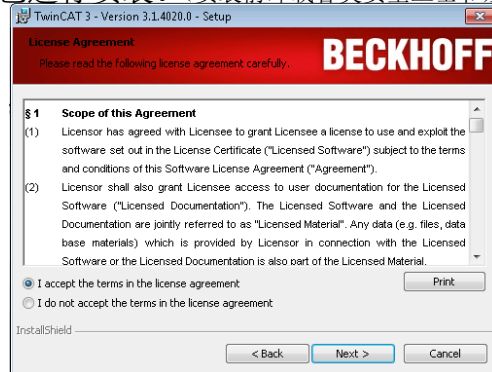 TwinCAT 3 - Version 3.1.4020.0 - Setup
License Agreement
Please read the following license agreement carefully.
BECKHOFF
§ 1 Scope of this Agreement
(1) Licensor has agreed with Licensee to grant Licensee a license to use and exploit the
software set out in the License Certificate ("Licensed Software") subject to the terms
and conditions of this Software License Agreement ("Agreement").
(2) Licensor shall also grant Licensee access to user documentation for the Licensed
Software ("Licensed Documentation"). The Licensed Software and the Licensed
Documentation are jointly referred to as "Licensed Material". Any data (e.g. files, data
base materials) which is provided by Licensor in connection with the Licensed
Software or the Licensed Documentation is also part of the Licensed Material.
I accept the terms in the license agreement
Print
I do not accept the terms in the license agreement
InstallShield
< Back
Next >
Cancel